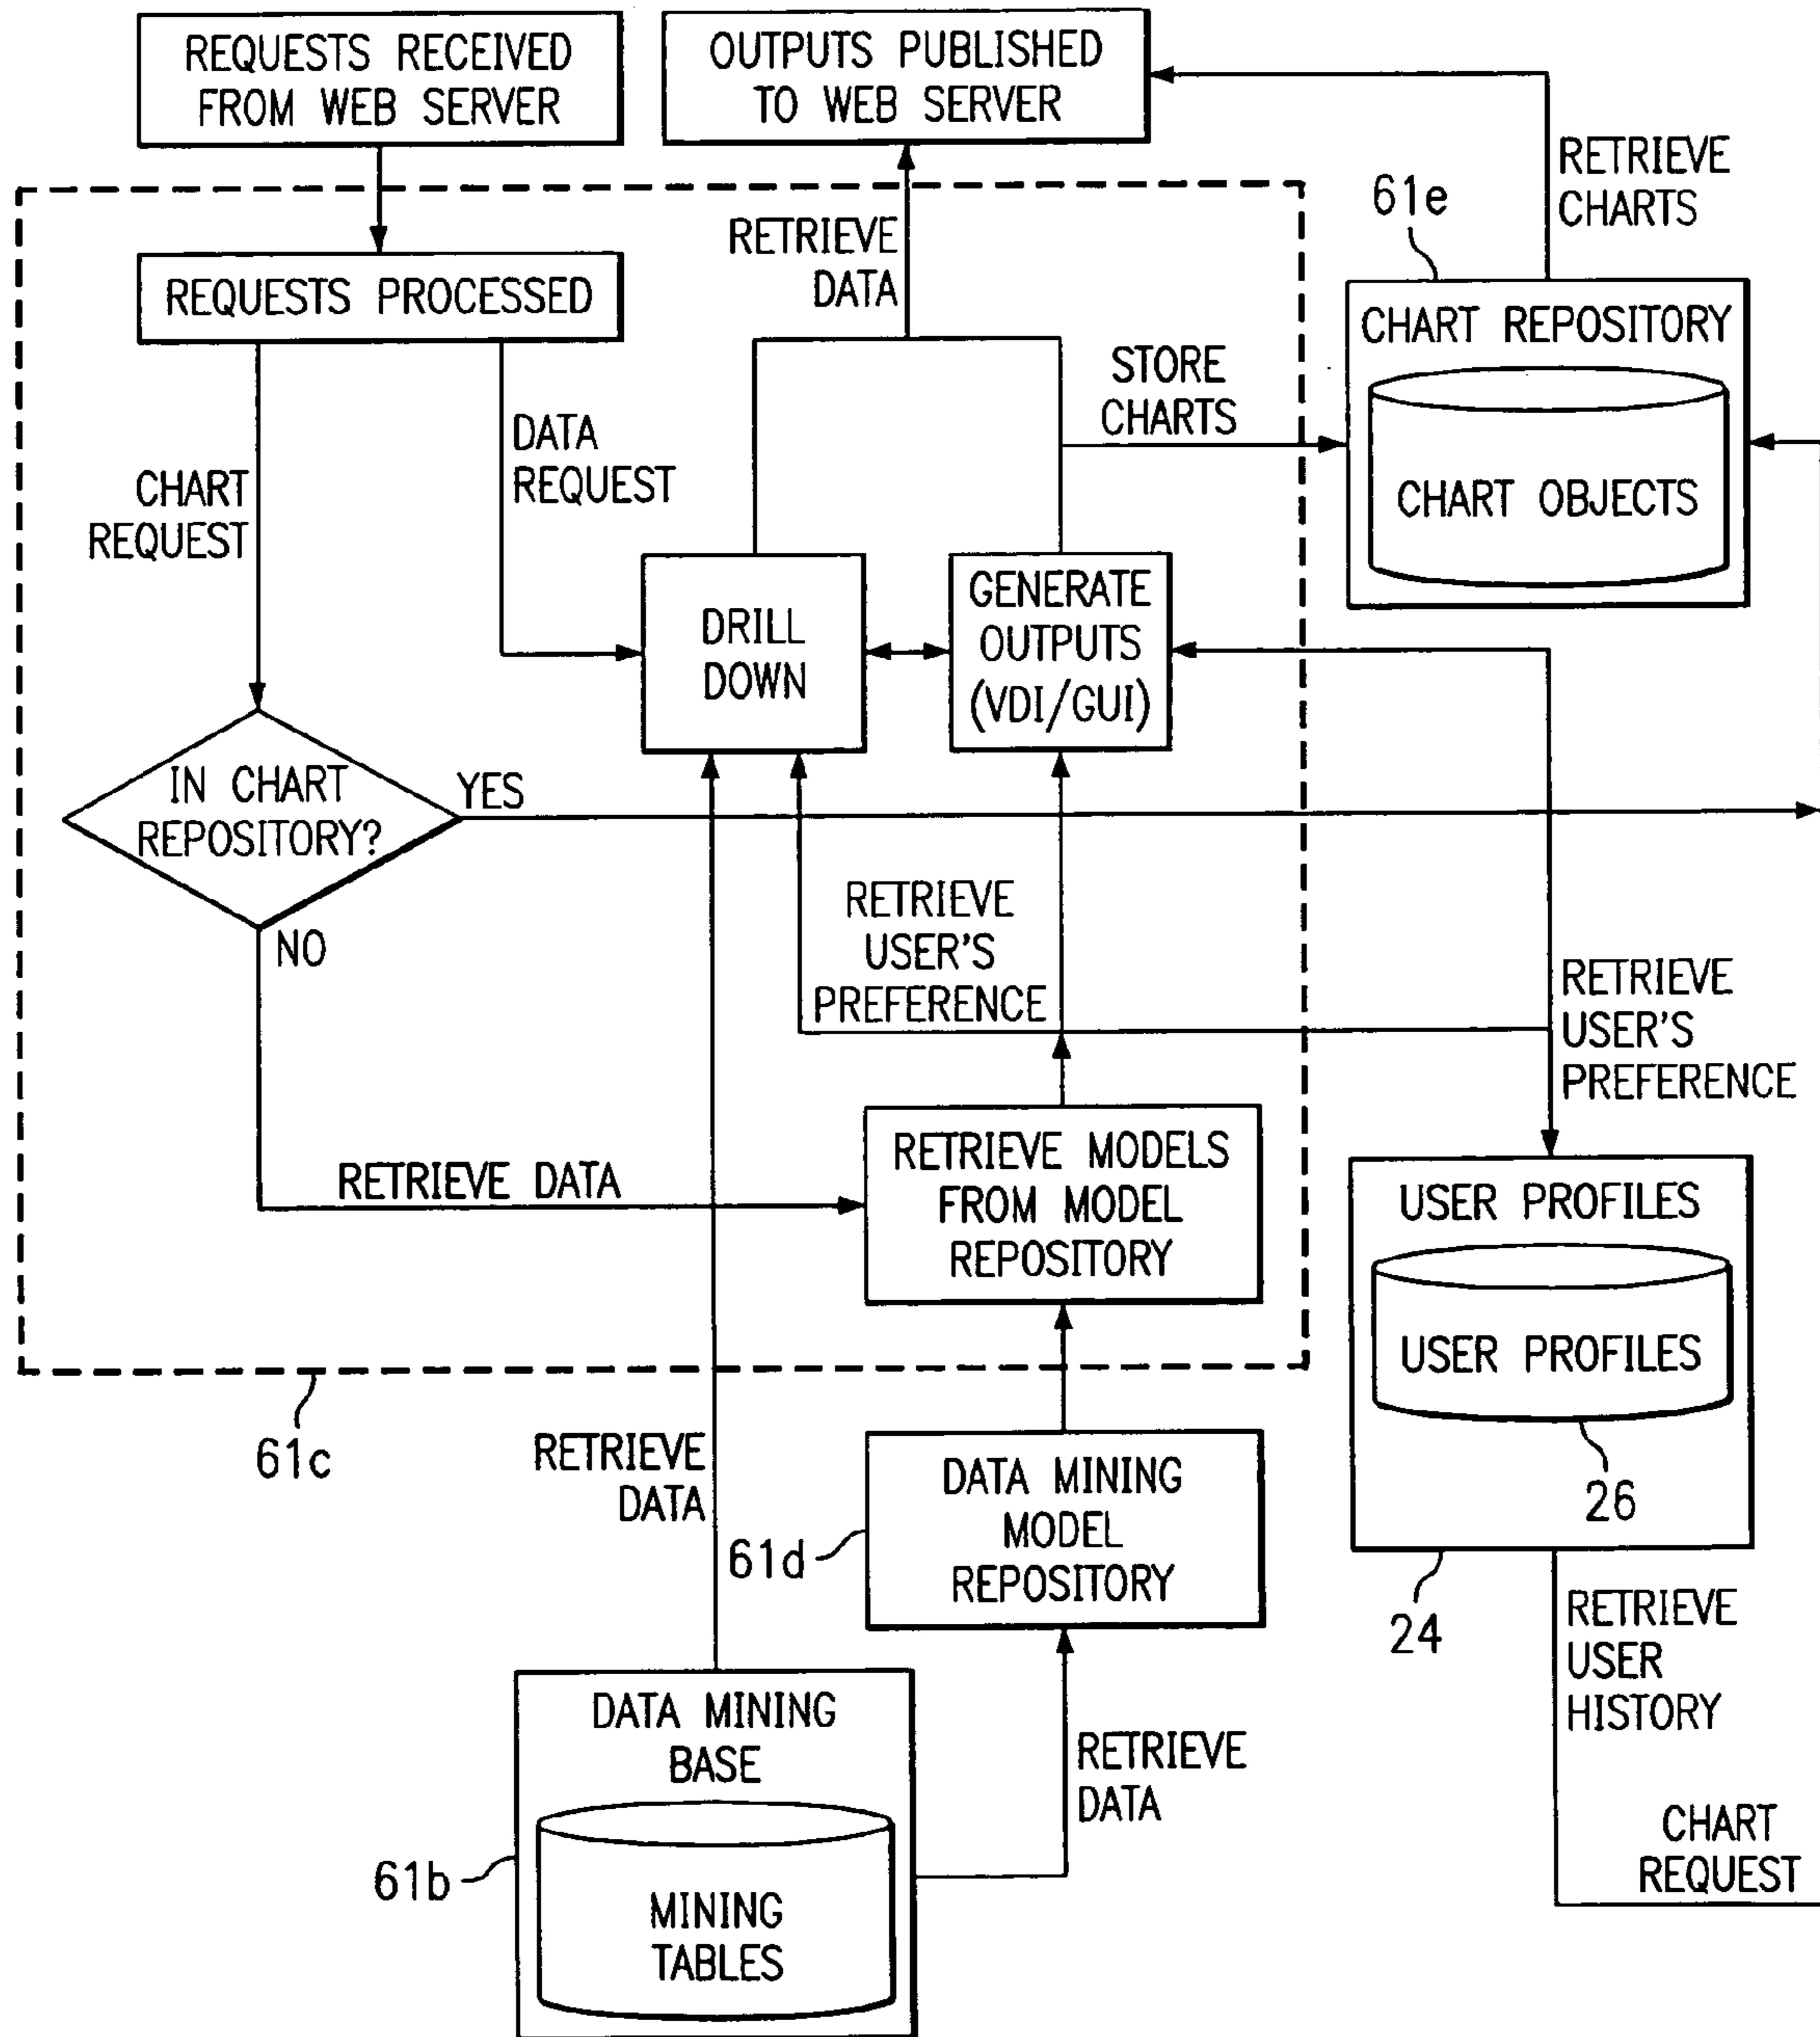 REQUESTS RECEIVED
FROM WEB SERVER
OUTPUTS PUBLISHED
TO WEB SERVER
RETRIEVE
CHARTS
61e
REQUESTS PROCESSED
RETRIEVE
DATA
CHART REPOSITORY
CHART OBJECTS
STORE
CHARTS
CHART
REQUEST
DATA
REQUEST
DRILL
DOWN
GENERATE
OUTPUTS
(VDI/GUI)
IN CHART
REPOSITORY?
YES
NO
RETRIEVE
USER'S
PREFERENCE
RETRIEVE
USER'S
PREFERENCE
RETRIEVE DATA
RETRIEVE MODELS
FROM MODEL
REPOSITORY
USER PROFILES
USER PROFILES
26
24
61c
RETRIEVE
DATA
DATA MINING
MODEL
REPOSITORY
61d
RETRIEVE
USER
HISTORY
DATA MINING
BASE
MINING
TABLES
61b
RETRIEVE
DATA
CHART
REQUEST